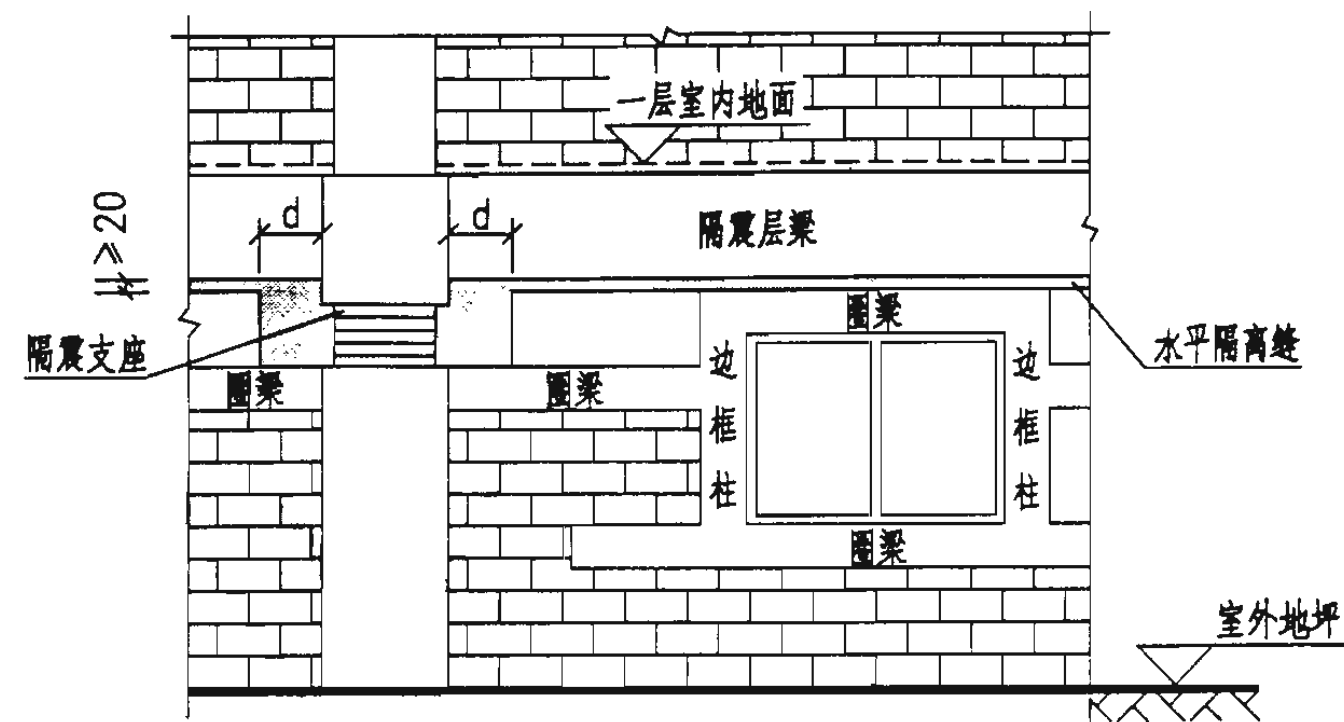 一层室内地面
≥20
d
d
隔震层梁
隔震支座
圈梁
水平隔离缝
圈梁
圈梁
边框柱
边框柱
圈梁
室外地坪